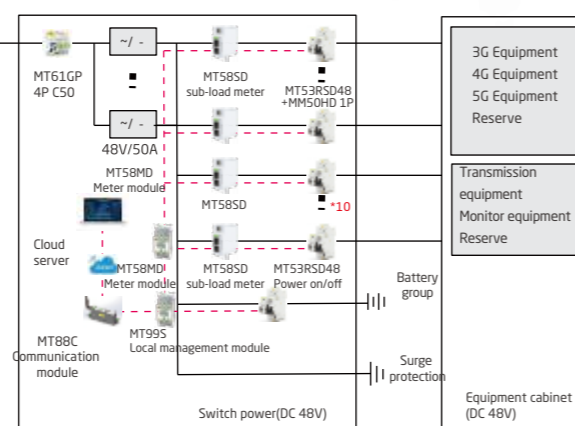 ~/ -
MT61GP
4P C50
~/ -
48V/50A
MT58SD
sub-load meter
MT53RSD48
+MM50HD 1P
3G Equipment
4G Equipment
5G Equipment
Reserve
MT58MD
Meter module
MT58SD
*10
Transmission
equipment
Monitor equipment
Reserve
Cloud
server
MT58MD
Meter module
MT58SD
sub-load meter
MT53RSD48
Power on/off
Battery
group
MT88C
Communication
module
MT99S
Local management module
Surge
protection
Switch power(DC 48V)
Equipment cabinet
(DC 48V)